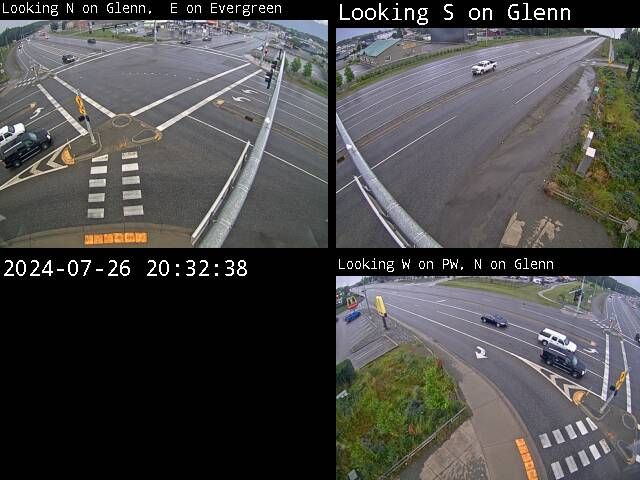 Looking N on Glenn,  E on Evergreen
Looking S on Glenn
2024-07-26 20:32:38
Looking W on PW, N on Glenn